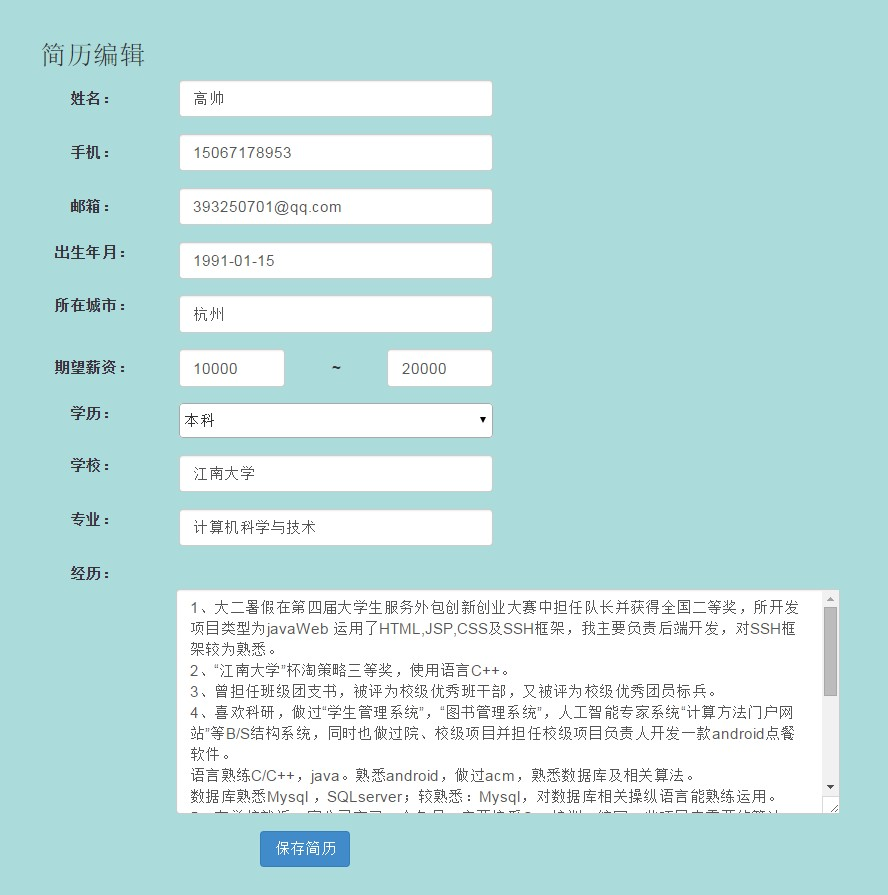 简历编辑
姓名：
高帅
手机：
15067178953
邮箱：
393250701@qq.com
出生年月：
1991-01-15
所在城市：
杭州
期望薪资：
10000 ~ 20000
学历：
本科
学校：
江南大学
专业：
计算机科学与技术
经历：
1、大二暑假在第四届大学生服务外包创新创业大赛中担任队长并获得全国二等奖，所开发
项目类型为javaWeb 运用了HTML,JSP,CSS及SSH框架，我主要负责后端开发，对SSH框
架较为熟悉。
2、“江南大学”杯淘策略三等奖，使用语言C++。
3、曾担任班级团支书，被评为校级优秀班干部，又被评为校级优秀团员标兵。
4、喜欢科研，做过“学生管理系统”，“图书管理系统”，人工智能专家系统“计算方法门户网
站”等B/S结构系统，同时也做过院、校级项目并担任校级项目负责人开发一款android点餐
软件。
语言熟练C/C++，java。熟悉android，做过acm，熟悉数据库及相关算法。
数据库熟悉Mysql ，SQLserver；较熟悉：Mysql，对数据库相关操纵语言能熟练运用。
保存简历